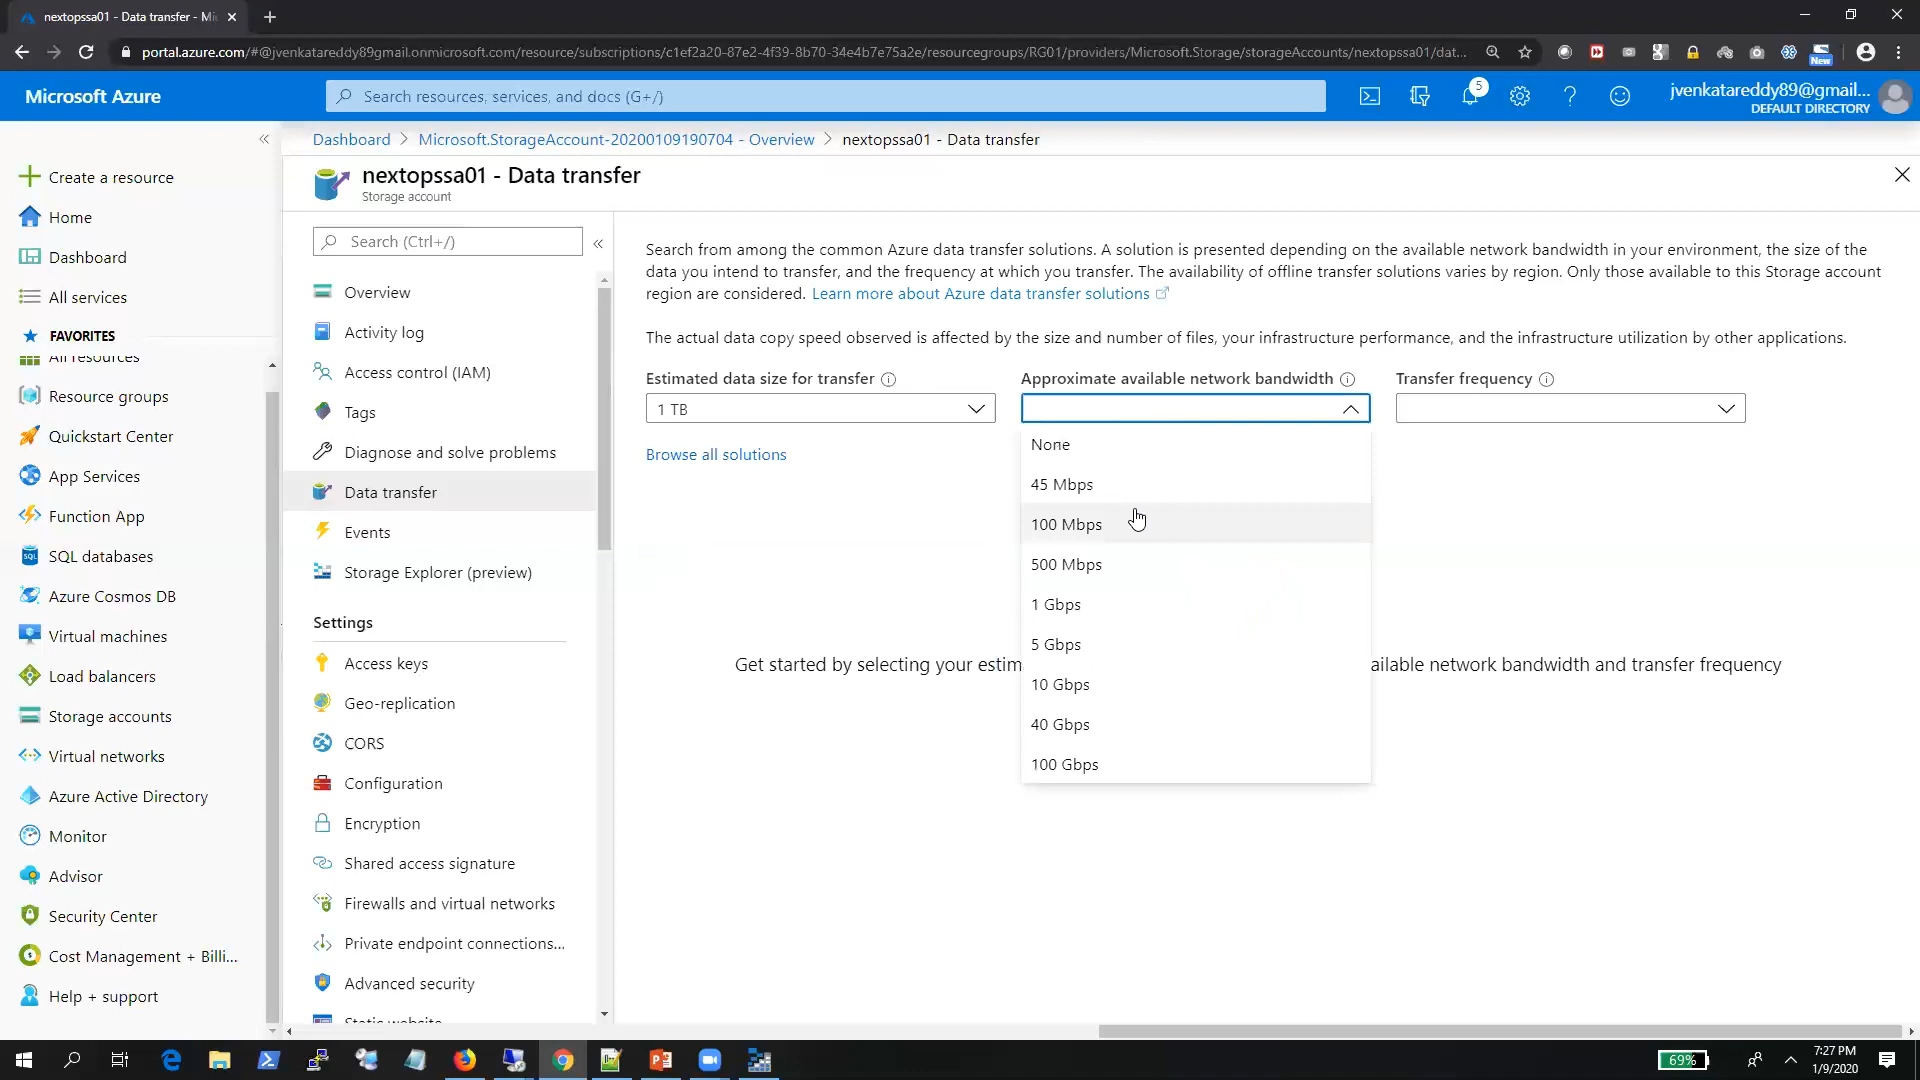 nextopssa01 - Data transfer - Mi
portal.azure.com/#@jvenkatareddy89gmail.onmicrosoft.com/resource/subscriptions/c1ef2a20-87e2-4f39-8b70-34e4b7e75a2e/resourcegroups/RG01/providers/Microsoft.Storage/storageAccounts/nextopssa01/dat...
New
Microsoft Azure
Search resources, services, and docs (G+/)
5
jvenkatareddy89@gmail....
DEFAULT DIRECTORY
Dashboard
Microsoft.StorageAccount-20200109190704 - Overview
nextopssa01 - Data transfer
Create a resource
Home
Dashboard
All services
FAVORITES
All resources
Resource groups
Quickstart Center
App Services
Function App
SQL databases
Azure Cosmos DB
Virtual machines
Load balancers
Storage accounts
Virtual networks
Azure Active Directory
Monitor
Advisor
Security Center
Cost Management + Billi...
Help + support
nextopssa01 - Data transfer
Storage account
Search (Ctrl+/)
Overview
Activity log
Access control (IAM)
Tags
Diagnose and solve problems
Data transfer
Events
Storage Explorer (preview)
Settings
Access keys
Geo-replication
CORS
Configuration
Encryption
Shared access signature
Firewalls and virtual networks
Private endpoint connections...
Advanced security
Static website
Search from among the common Azure data transfer solutions. A solution is presented depending on the available network bandwidth in your environment, the size of the
data you intend to transfer, and the frequency at which you transfer. The availability of offline transfer solutions varies by region. Only those available to this Storage account
region are considered. Learn more about Azure data transfer solutions
The actual data copy speed observed is affected by the size and number of files, your infrastructure performance, and the infrastructure utilization by other applications.
Estimated data size for transfer
1 TB
Approximate available network bandwidth
Transfer frequency
Browse all solutions
None
45 Mbps
100 Mbps
500 Mbps
1 Gbps
5 Gbps
10 Gbps
40 Gbps
100 Gbps
Get started by selecting your estim
ailable network bandwidth and transfer frequency
69%
7:27 PM
1/9/2020